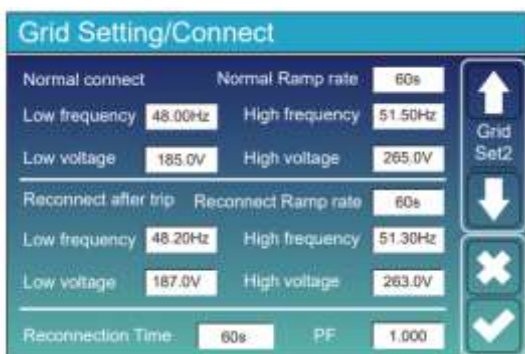 Grid Setting/Connect
Normal connect Normal Ramp rate 60s
Low frequency 48.00Hz High frequency 51.50Hz
Low voltage 185.0V High voltage 265.0V
Grid
Set2
Reconnect after trip Reconnect Ramp rate 60s
Low frequency 48.20Hz High frequency 51.30Hz
Low voltage 187.0V High voltage 263.0V
Reconnection Time 60s PF 1.000